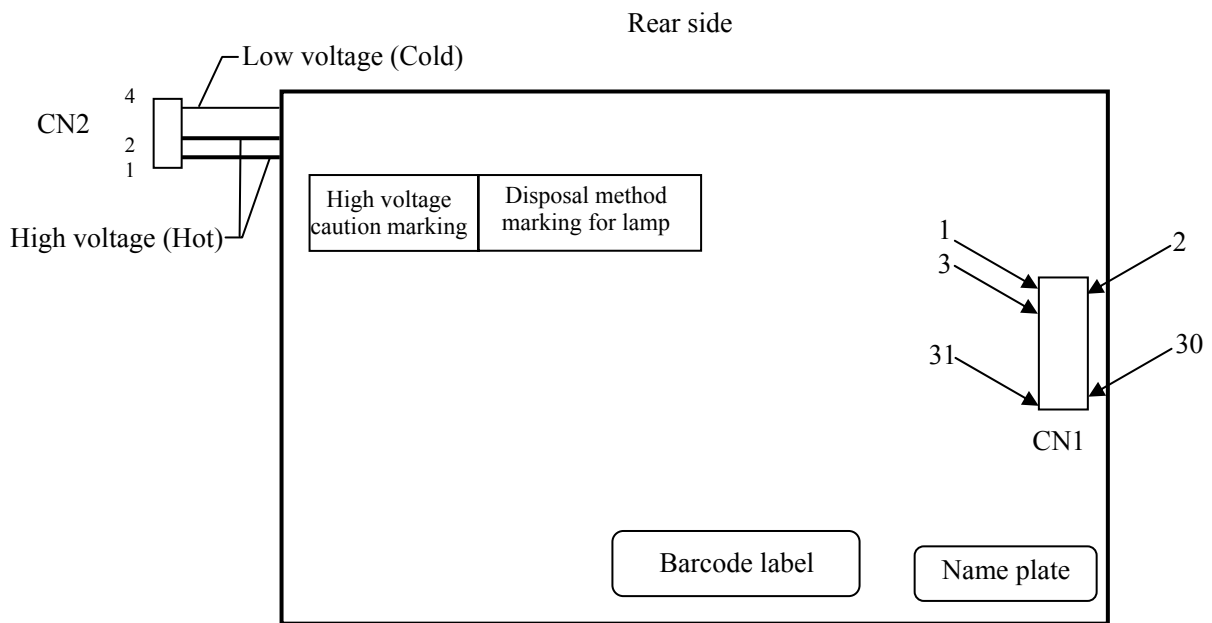 Rear side
Low voltage (Cold)
4
CN2
2
1
High voltage (Hot)
High voltage
caution marking
Disposal method
marking for lamp
1
2
3
31
30
CN1
Barcode label
Name plate